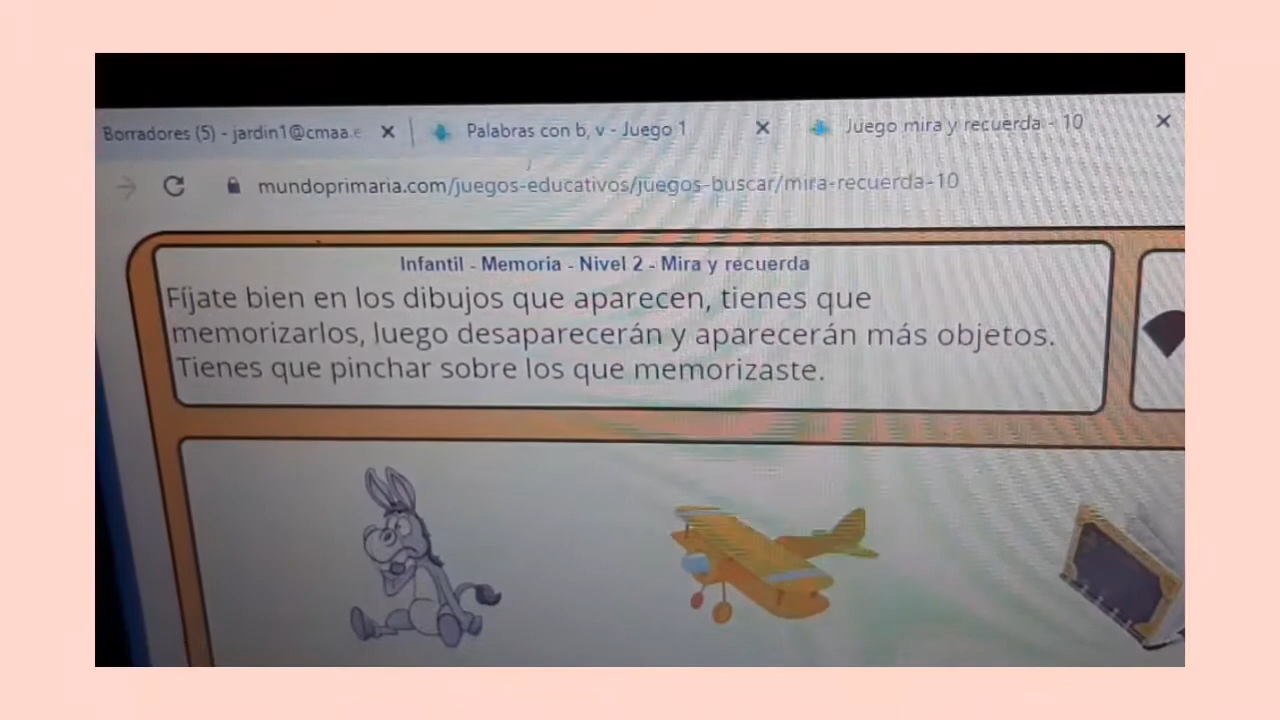 Borradores (5) - jardin1@cmaa.e
Palabras con b, v - Juego 1
Juego mira y recuerda - 10
mundoprimaria.com/juegos-educativos/juegos-buscar/mira-recuerda-10
Infantil - Memoria - Nivel 2 - Mira y recuerda
Fíjate bien en los dibujos que aparecen, tienes que
memorizarlos, luego desaparecerán y aparecerán más objetos.
Tienes que pinchar sobre los que memorizaste.